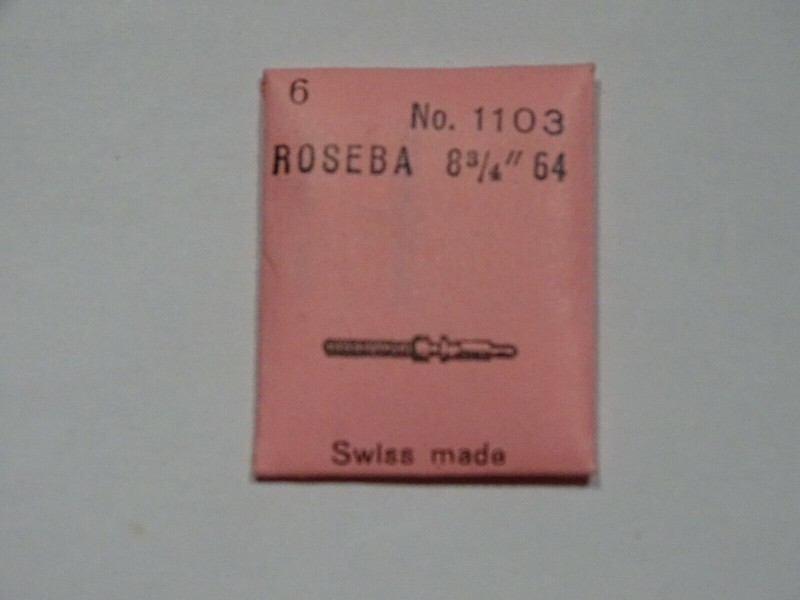 6
No. 1103
ROSEBA 8¾″ 64
Swiss made